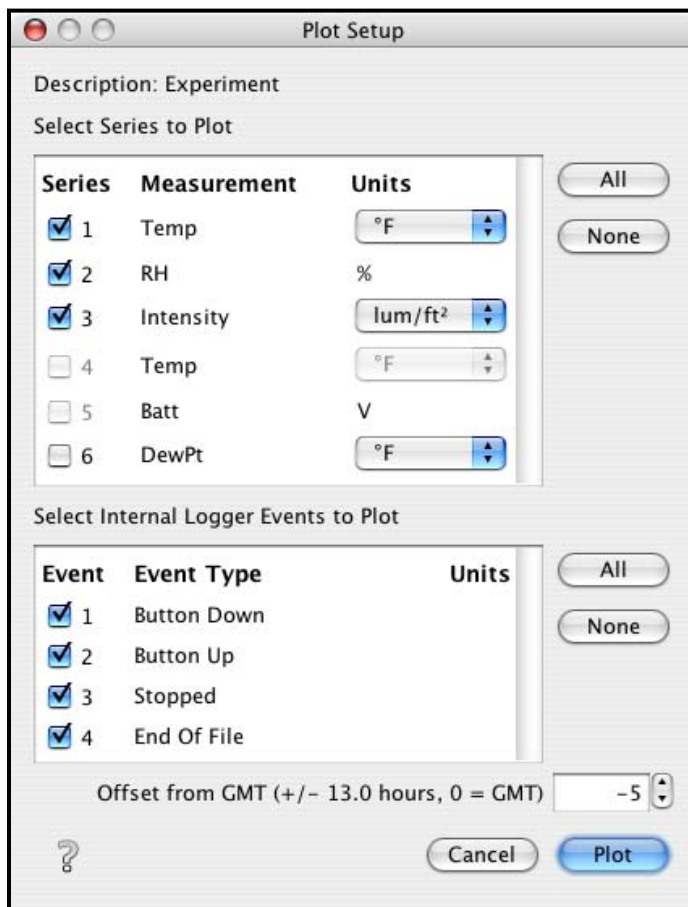 Plot Setup
Description: Experiment
Select Series to Plot
Series Measurement Units
All
1 Temp °F
None
2 RH %
3 Intensity lum/ft²
4 Temp °F
5 Batt V
6 DewPt °F
Select Internal Logger Events to Plot
Event Event Type Units
All
1 Button Down
None
2 Button Up
3 Stopped
4 End Of File
Offset from GMT (+/- 13.0 hours, 0 = GMT) -5
?
Cancel Plot